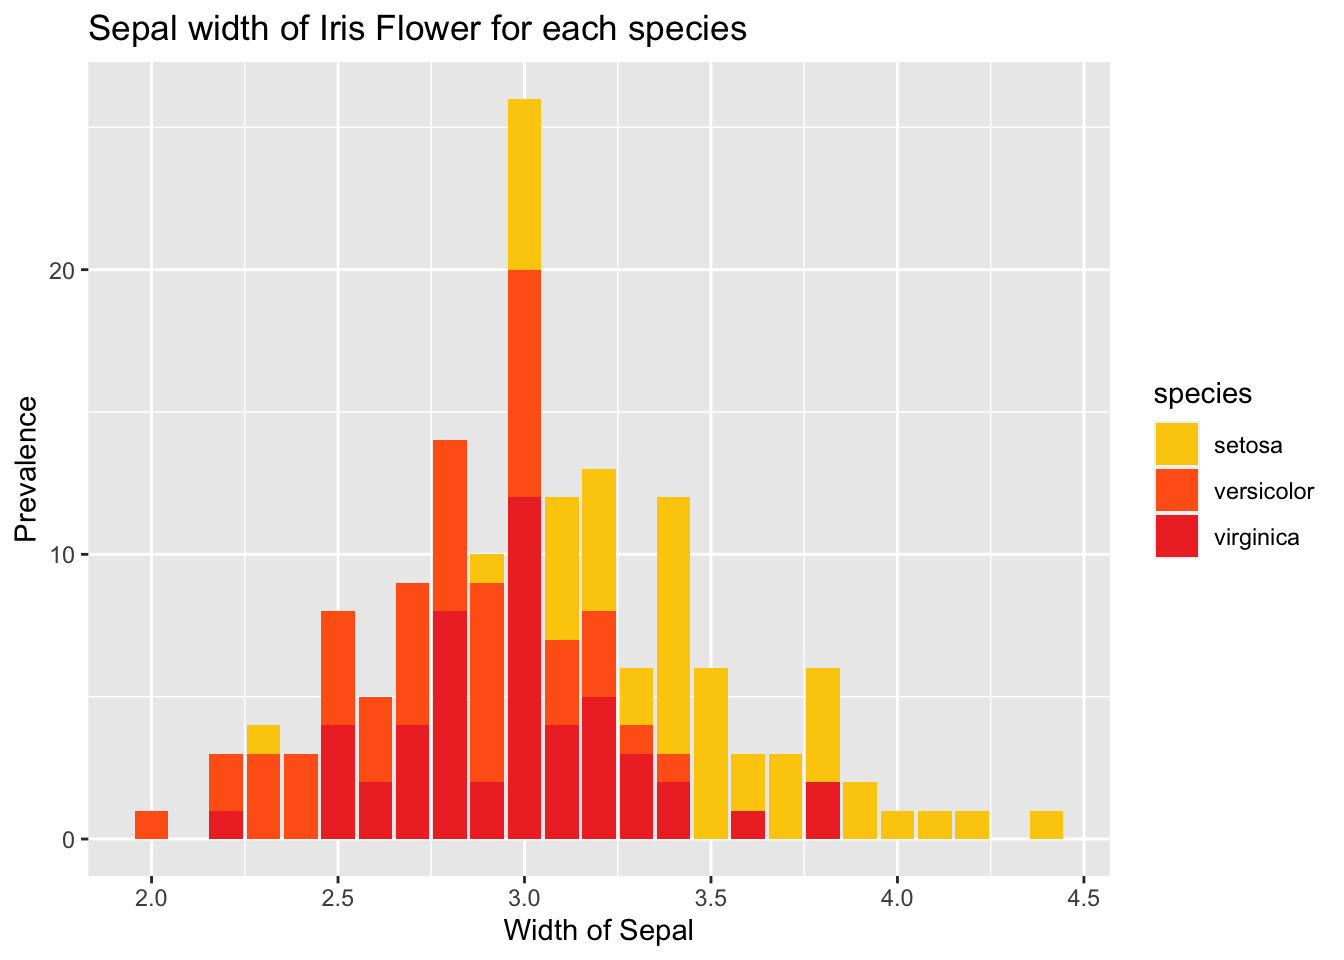 Sepal width of Iris Flower for each species
Prevalence
20
10
0
2.0 2.5 3.0 3.5 4.0 4.5
Width of Sepal
species
setosa
versicolor
virginica